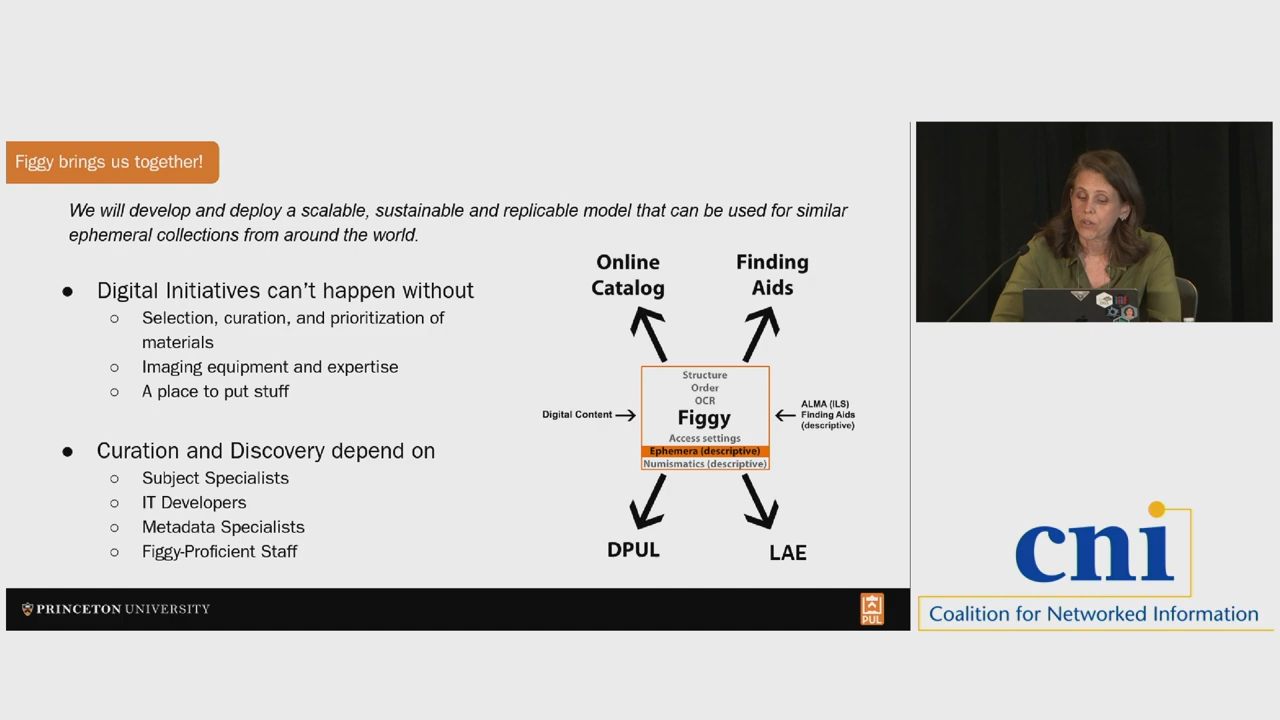 Figgy brings us together!
We will develop and deploy a scalable, sustainable and replicable model that can be used for similar
ephemeral collections from around the world.
● Digital Initiatives can't happen without
○ Selection, curation, and prioritization of
materials
○ Imaging equipment and expertise
○ A place to put stuff
● Curation and Discovery depend on
○ Subject Specialists
○ IT Developers
○ Metadata Specialists
○ Figgy-Proficient Staff
Online
Catalog
Finding
Aids
Digital Content
Structure
Order
OCR
Figgy
Access settings
Ephemera (descriptive)
Numismatics (descriptive)
ALMA (ILS)
Finding Aids
(descriptive)
DPUL
LAE
PRINCETON UNIVERSITY
PUL
cni
Coalition for Networked Information